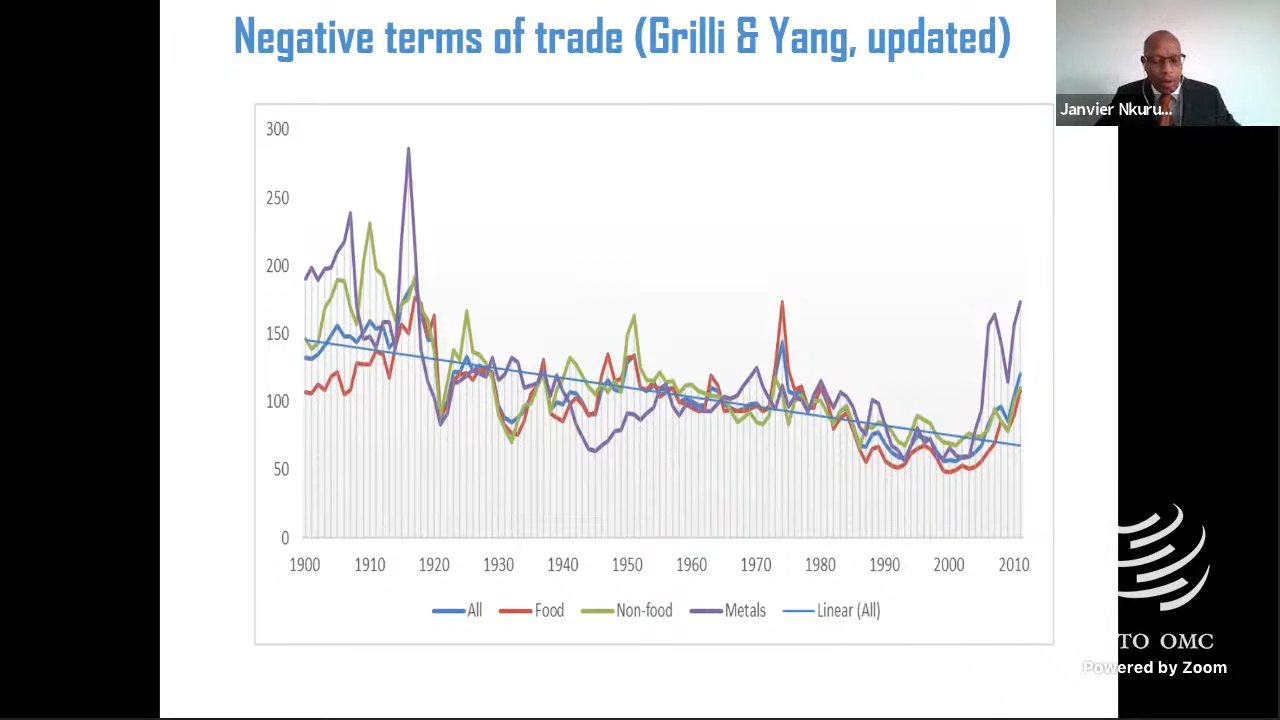 Negative terms of trade (Grilli & Yang, updated)
Janvier Nkuru...
300
250
200
150
100
50
0
1900 1910 1920 1930 1940 1950 1960 1970 1980 1990 2000 2010
All Food Non-food Metals Linear (All)
TO OMC
Powered by Zoom